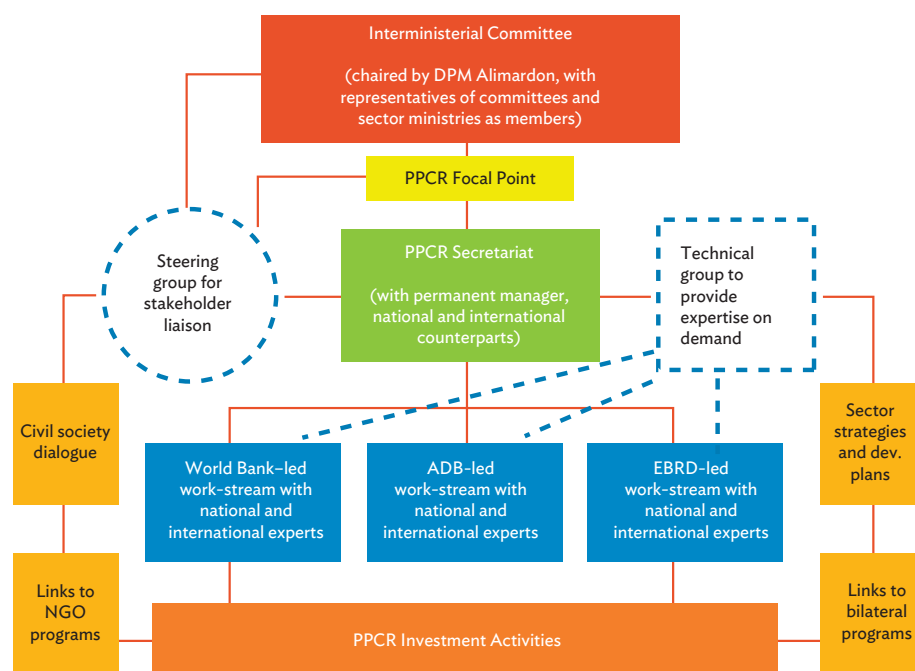 Interministerial Committee
(chaired by DPM Alimardon, with
representatives of committees and
sector ministries as members)
PPCR Focal Point
Steering
group for
stakeholder
liaison
PPCR Secretariat
(with permanent manager,
national and international
counterparts)
Technical
group to
provide
expertise on
demand
Civil society
dialogue
World Bank–led
work-stream with
national and
international experts
ADB-led
work-stream with
national and
international experts
EBRD-led
work-stream with
national and
international experts
Sector
strategies
and dev.
plans
Links to
NGO
programs
PPCR Investment Activities
Links to
bilateral
programs